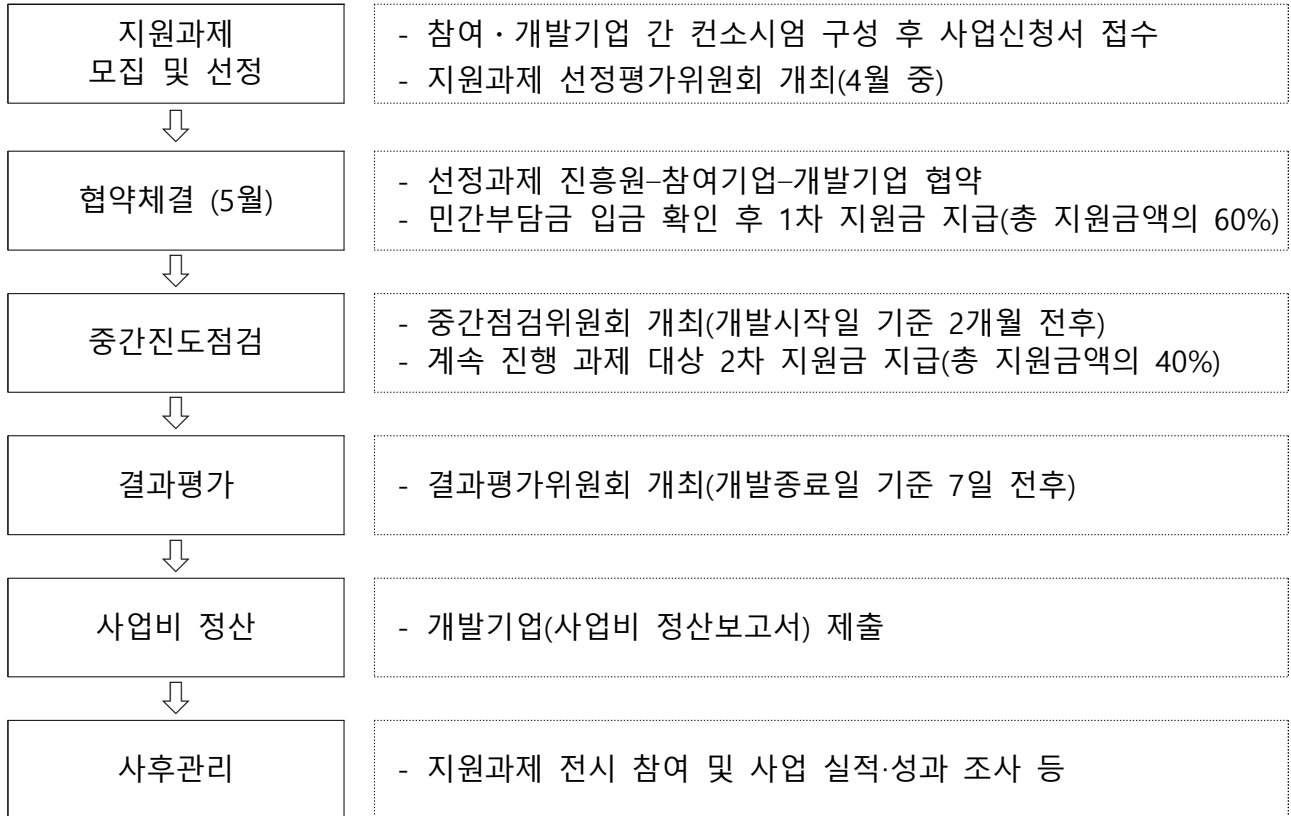 지원과제
모집 및 선정
- 참여・개발기업 간 컨소시엄 구성 후 사업신청서 접수
- 지원과제 선정평가위원회 개최(4월 중)
협약체결 (5월)
- 선정과제 진흥원–참여기업–개발기업 협약
- 민간부담금 입금 확인 후 1차 지원금 지급(총 지원금액의 60%)
중간진도점검
- 중간점검위원회 개최(개발시작일 기준 2개월 전후)
- 계속 진행 과제 대상 2차 지원금 지급(총 지원금액의 40%)
결과평가
- 결과평가위원회 개최(개발종료일 기준 7일 전후)
사업비 정산
- 개발기업(사업비 정산보고서) 제출
사후관리
- 지원과제 전시 참여 및 사업 실적·성과 조사 등